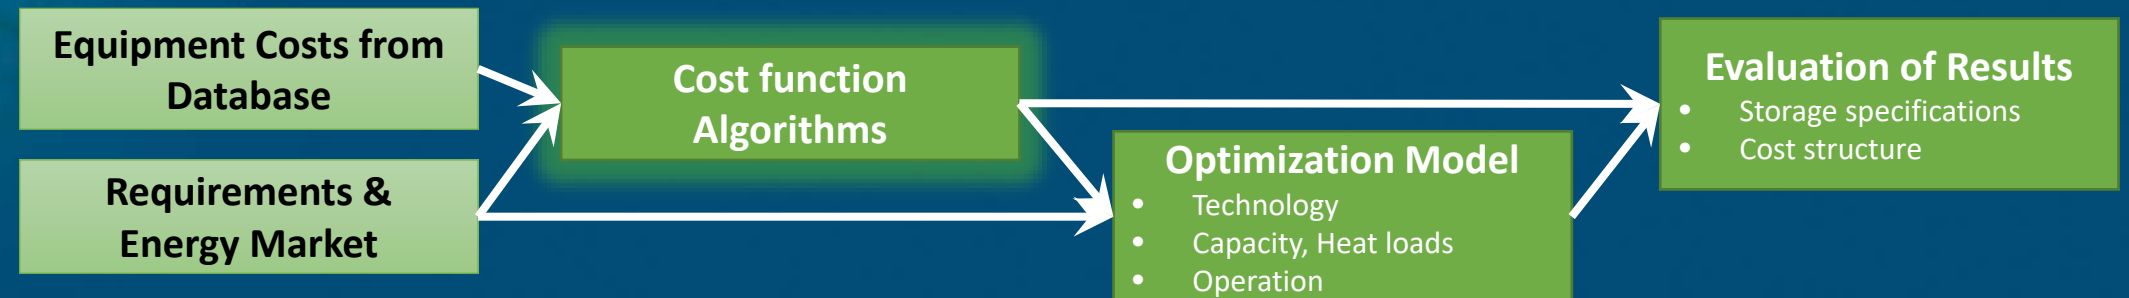 Equipment Costs from
Database
Requirements &
Energy Market
Cost function
Algorithms
Optimization Model
• Technology
• Capacity, Heat loads
• Operation
Evaluation of Results
• Storage specifications
• Cost structure